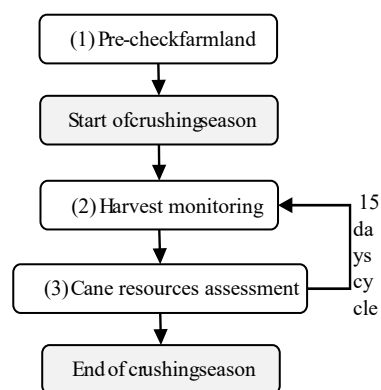 (1) Pre-checkfarmland
Start ofcrushingseason
(2) Harvest monitoring
(3) Cane resources assessment
End of crushingseason
15
da
ys
cy
cle